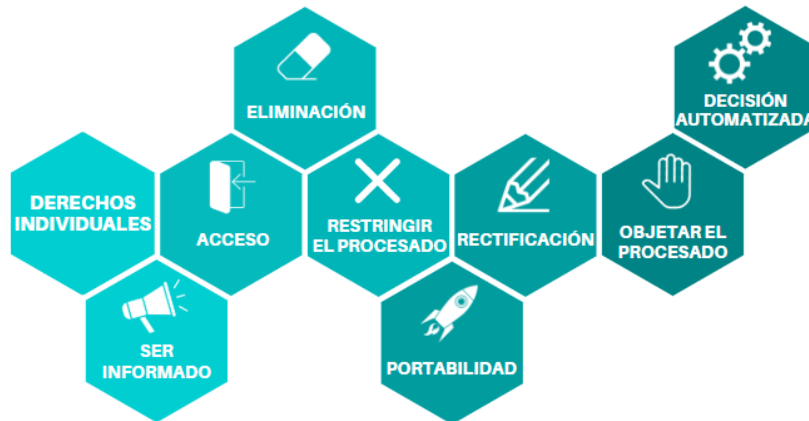 ELIMINACIÓN
DECISIÓN
AUTOMATIZADA
DERECHOS
INDIVIDUALES
ACCESO
RESTRINGIR
EL PROCESADO
RECTIFICACIÓN
OBJETAR EL
PROCESADO
SER
INFORMADO
PORTABILIDAD